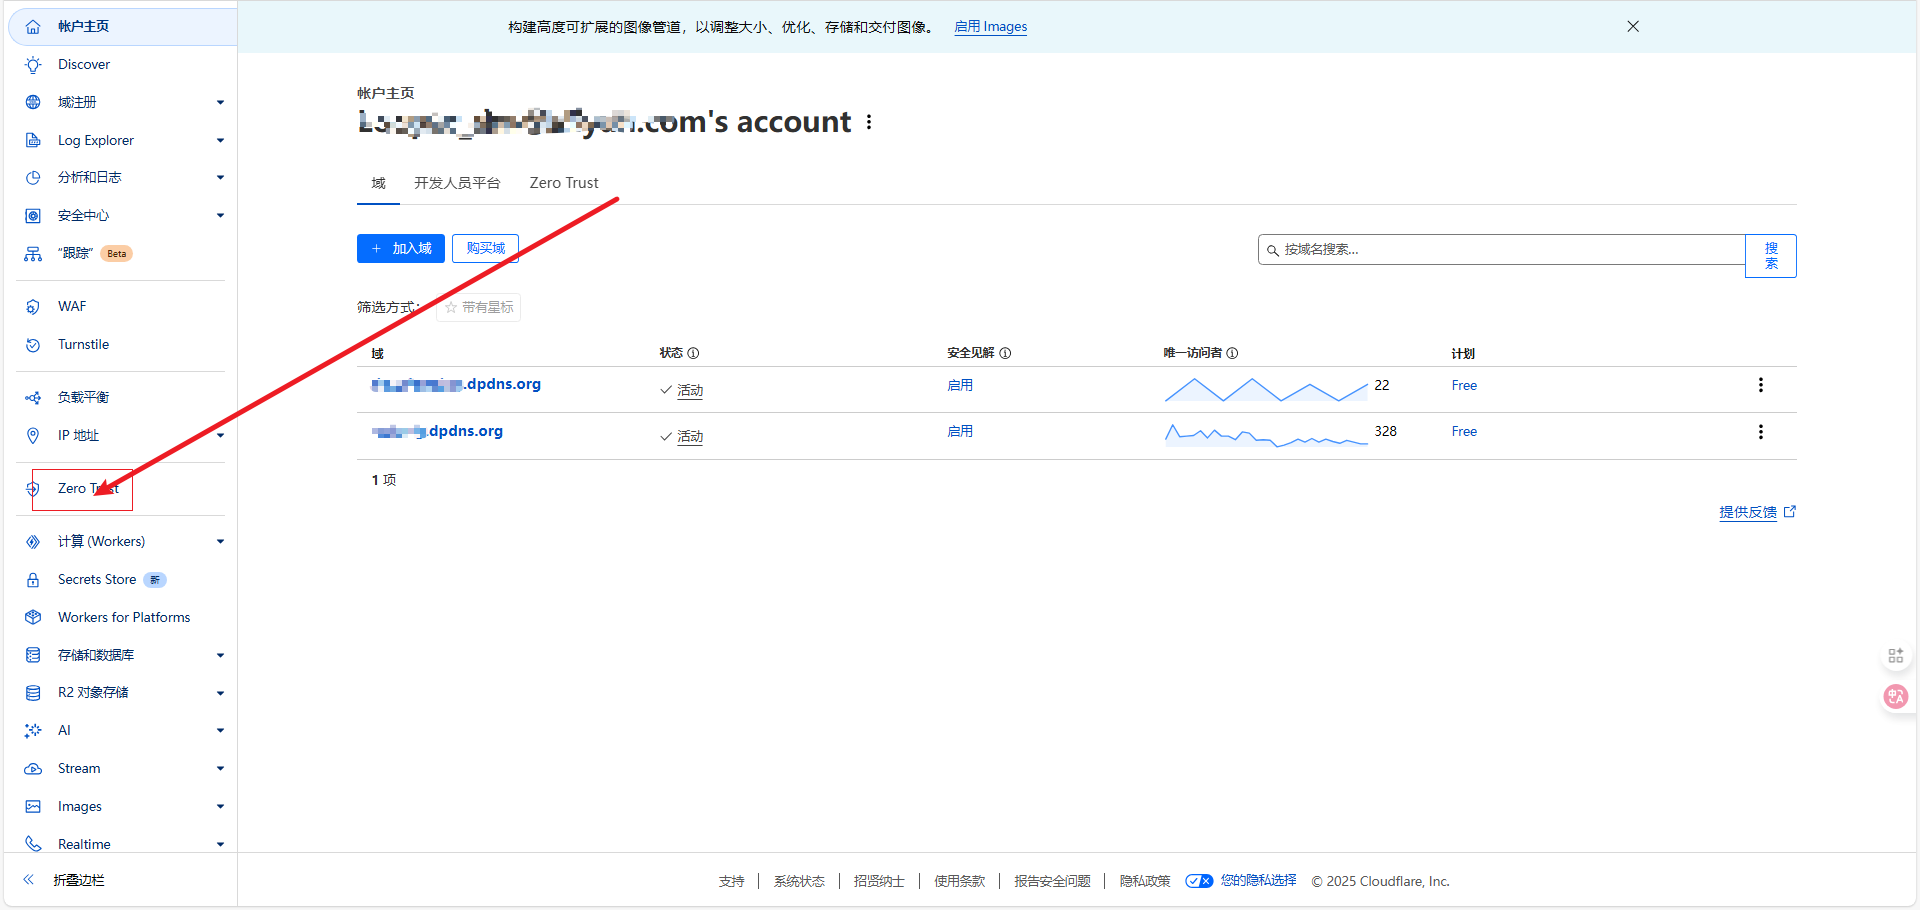 帐户主页
Discover
域注册
Log Explorer
分析和日志
安全中心
“跟踪” Beta
WAF
Turnstile
负载平衡
IP 地址
Zero Trust
计算 (Workers)
Secrets Store 新
Workers for Platforms
存储和数据库
R2 对象存储
AI
Stream
Images
Realtime
折叠边栏
构建高度可扩展的图像管道，以调整大小、优化、存储和交付图像。 启用 Images
帐户主页
.com's account
域 开发人员平台 Zero Trust
+ 加入域 购买域
按域名搜索... 搜索
筛选方式: 带有星标
域 状态 安全见解 唯一访问者 计划
.dpdns.org 活动 启用 22 Free
.dpdns.org 活动 启用 328 Free
1 项
提供反馈
支持 系统状态 招贤纳士 使用条款 报告安全问题 隐私政策 您的隐私选择 © 2025 Cloudflare, Inc.